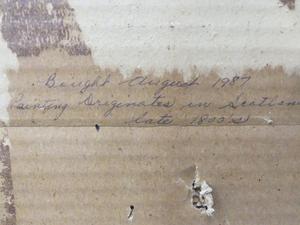 Bought August 1987
Painting Originates in Scotland
late 1800's